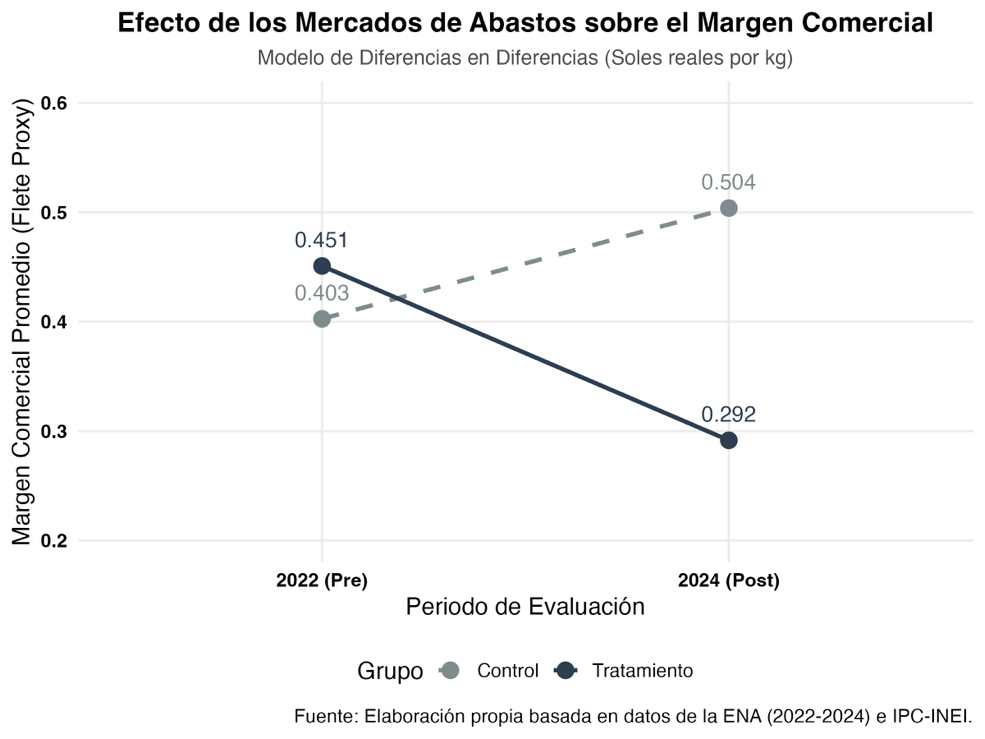 Efecto de los Mercados de Abastos sobre el Margen Comercial
Modelo de Diferencias en Diferencias (Soles reales por kg)
Margen Comercial Promedio (Flete Proxy)
0.6
0.5
0.4
0.3
0.2
0.504
0.451
0.403
0.292
2022 (Pre)
2024 (Post)
Periodo de Evaluación
Grupo
Control
Tratamiento
Fuente: Elaboración propia basada en datos de la ENA (2022-2024) e IPC-INEI.